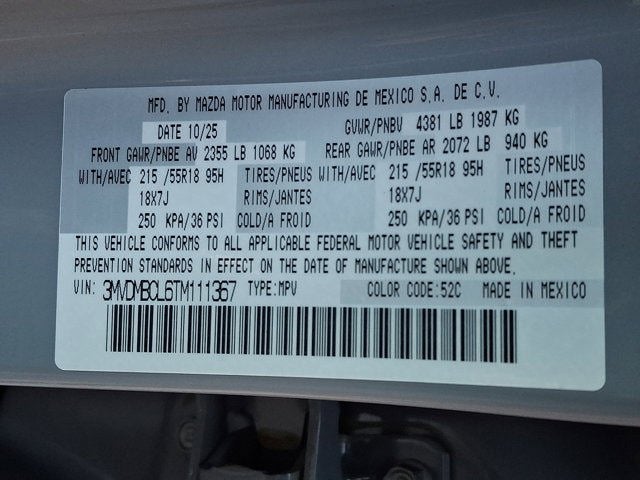 MFD. BY MAZDA MOTOR MANUFACTURING DE MEXICO S.A. DE C.V.
DATE 10/25 GVWR/PNBV 4381 LB 1987 KG
FRONT GAWR/PNBE AV 2355 LB 1068 KG REAR GAWR/PNBE AR 2072 LB 940 KG
WITH/AVEC 215 /55R18 95H TIRES/PNEUS WITH/AVEC 215 /55R18 95H TIRES/PNEUS
18X7J RIMS/JANTES 18X7J RIMS/JANTES
250 KPA/36 PSI COLD/A FROID 250 KPA/36 PSI COLD/A FROID
THIS VEHICLE CONFORMS TO ALL APPLICABLE FEDERAL MOTOR VEHICLE SAFETY AND THEFT
PREVENTION STANDARDS IN EFFECT ON THE DATE OF MANUFACTURE SHOWN ABOVE.
VIN: 3MVDMBCL6TM111367 TYPE:MPV COLOR CODE:52C MADE IN MEXICO